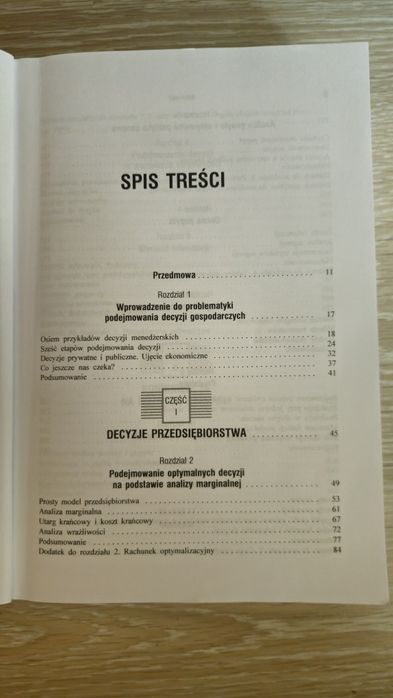 SPIS TREŚCI
Przedmowa ........................ 11
Rozdział 1
Wprowadzenie do problematyki
podejmowania decyzji gospodarczych ............ 17
Osiem przykładów decyzji menedżerskich ........................ 18
Sześć etapów podejmowania decyzji ........................ 24
Decyzje prywatne i publiczne. Ujęcie ekonomiczne ........................ 32
Co jeszcze nas czeka? ........................ 37
Podsumowanie ........................ 41
CZĘŚĆ
I
DECYZJE PRZEDSIĘBIORSTWA ............ 45
Rozdział 2
Podejmowanie optymalnych decyzji
na podstawie analizy marginalnej ............ 49
Prosty model przedsiębiorstwa ........................ 53
Analiza marginalna ........................ 61
Utarg krańcowy i koszt krańcowy ........................ 67
Analiza wrażliwości ........................ 72
Podsumowanie ........................ 77
Dodatek do rozdziału 2. Rachunek optymalizacyjny ........................ 84